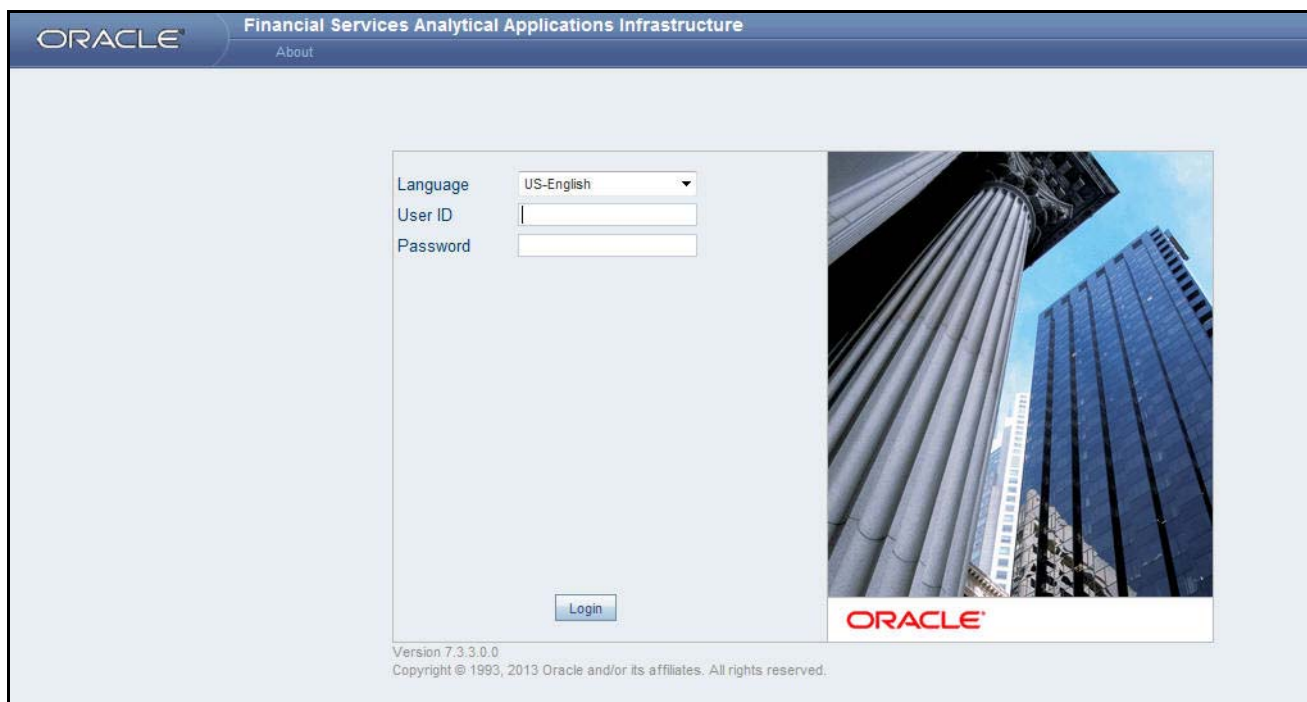 ORACLE®
Financial Services Analytical Applications Infrastructure
About
Language US-English
User ID
Password
Login
ORACLE®
Version 7.3.3.0.0
Copyright © 1993, 2013 Oracle and/or its affiliates. All rights reserved.